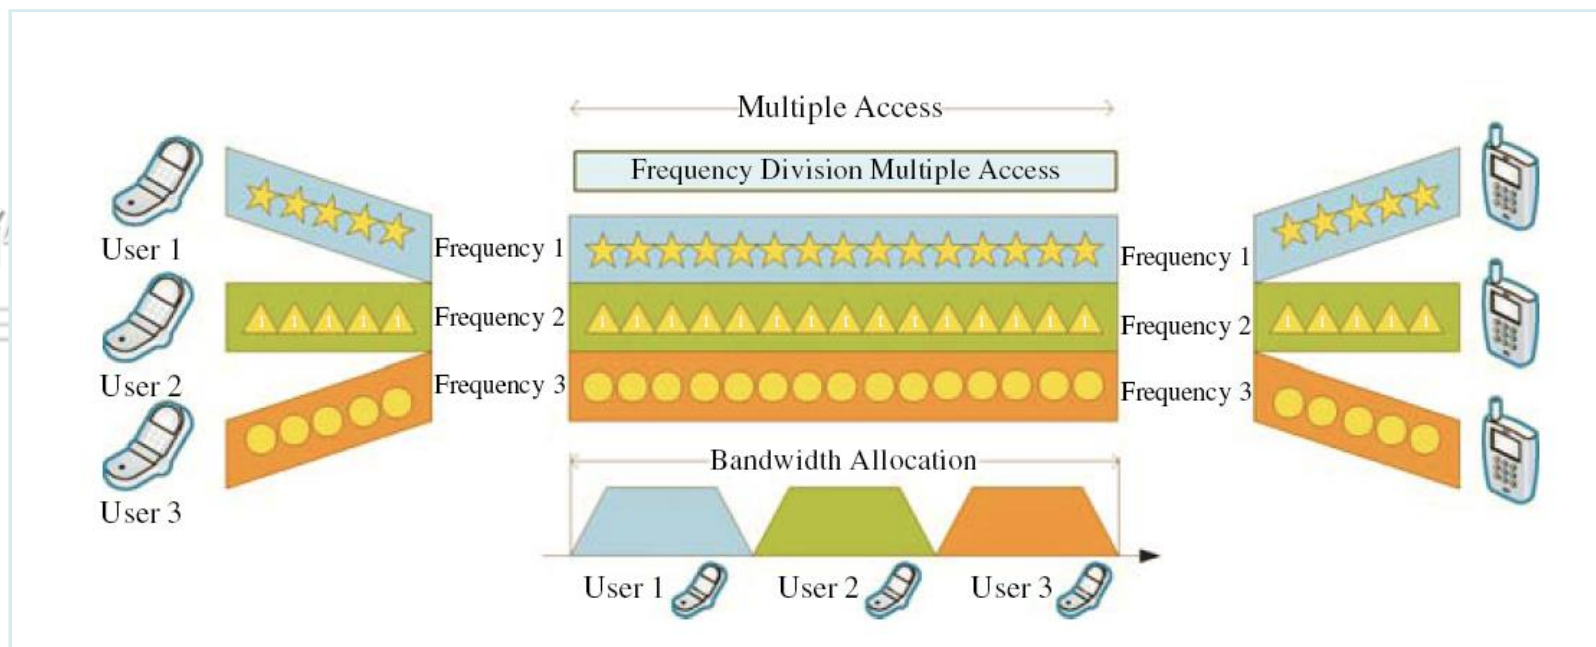 Multiple Access
Frequency Division Multiple Access
User 1
Frequency 1
Frequency 1
User 2
Frequency 2
Frequency 2
User 3
Frequency 3
Frequency 3
Bandwidth Allocation
User 1
User 2
User 3